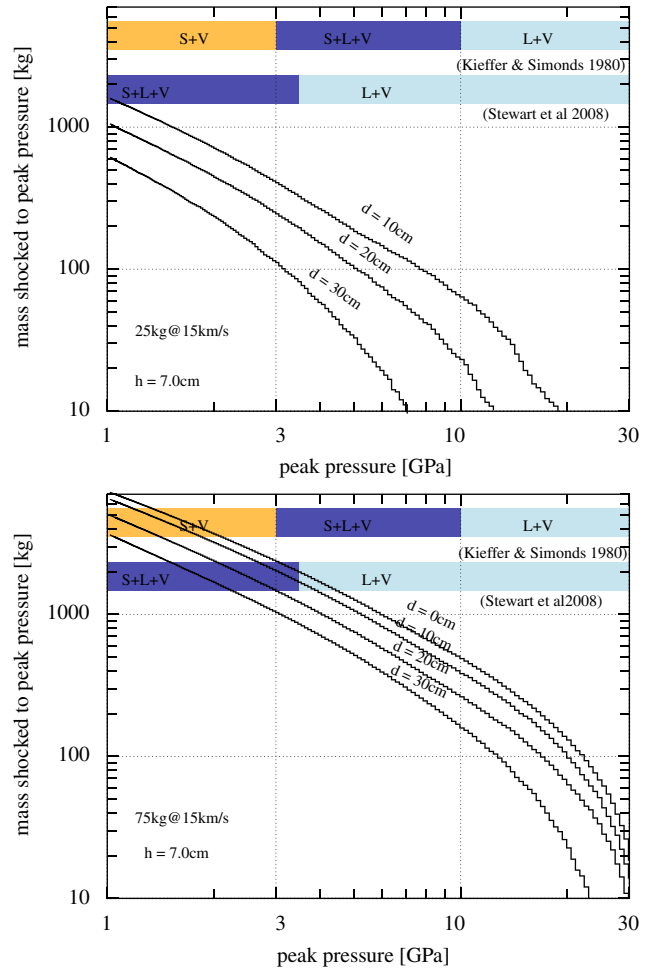 S+V S+L+V L+V
(Kieffer & Simonds 1980)
S+L+V L+V
(Stewart et al 2008)
mass shocked to peak pressure [kg]
1000
100
10
d = 10cm
d = 20cm
d = 30cm
25kg@15km/s
h = 7.0cm
1 3 10 30
peak pressure [GPa]
S+V S+L+V L+V
(Kieffer & Simonds 1980)
S+L+V L+V
(Stewart et al2008)
mass shocked to peak pressure [kg]
1000
100
10
d = 0cm
d = 10cm
d = 20cm
d = 30cm
75kg@15km/s
h = 7.0cm
1 3 10 30
peak pressure [GPa]